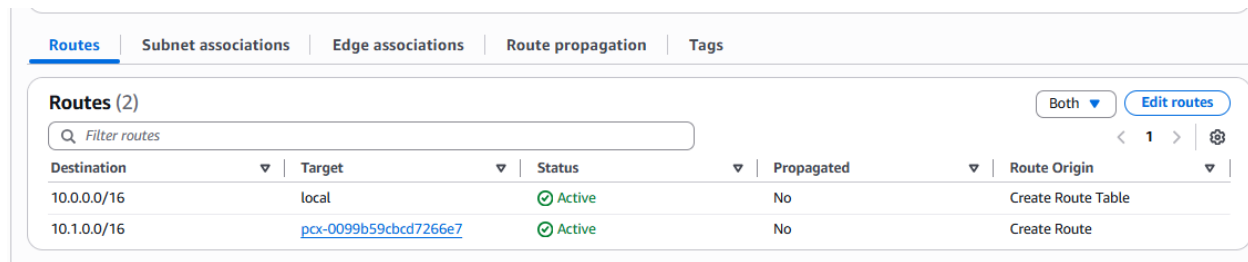 Routes Subnet associations Edge associations Route propagation Tags
Routes (2) Both Edit routes
Filter routes 1
Destination Target Status Propagated Route Origin
10.0.0.0/16 local Active No Create Route Table
10.1.0.0/16 pcx-0099b59cbcd7266e7 Active No Create Route